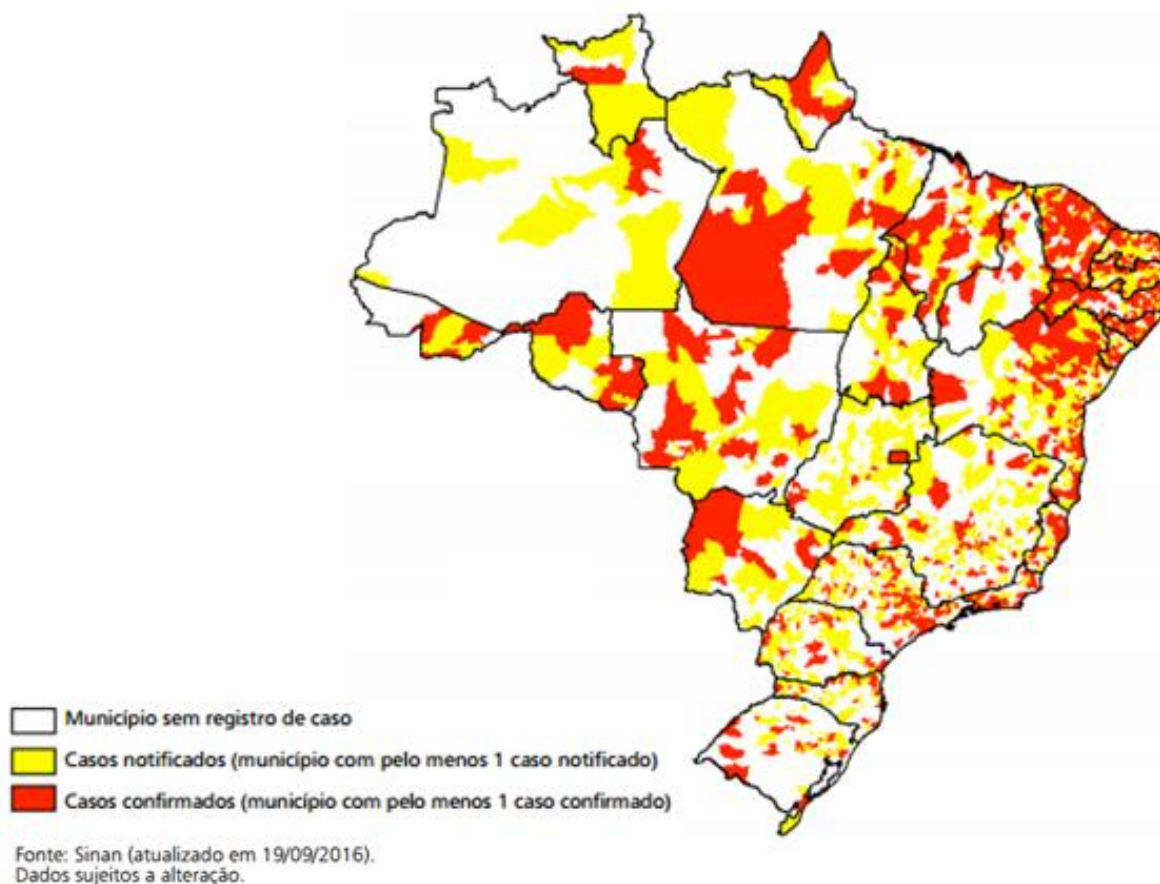 Município sem registro de caso
Casos notificados (município com pelo menos 1 caso notificado)
Casos confirmados (município com pelo menos 1 caso confirmado)
Fonte: Sinan (atualizado em 19/09/2016).
Dados sujeitos a alteração.